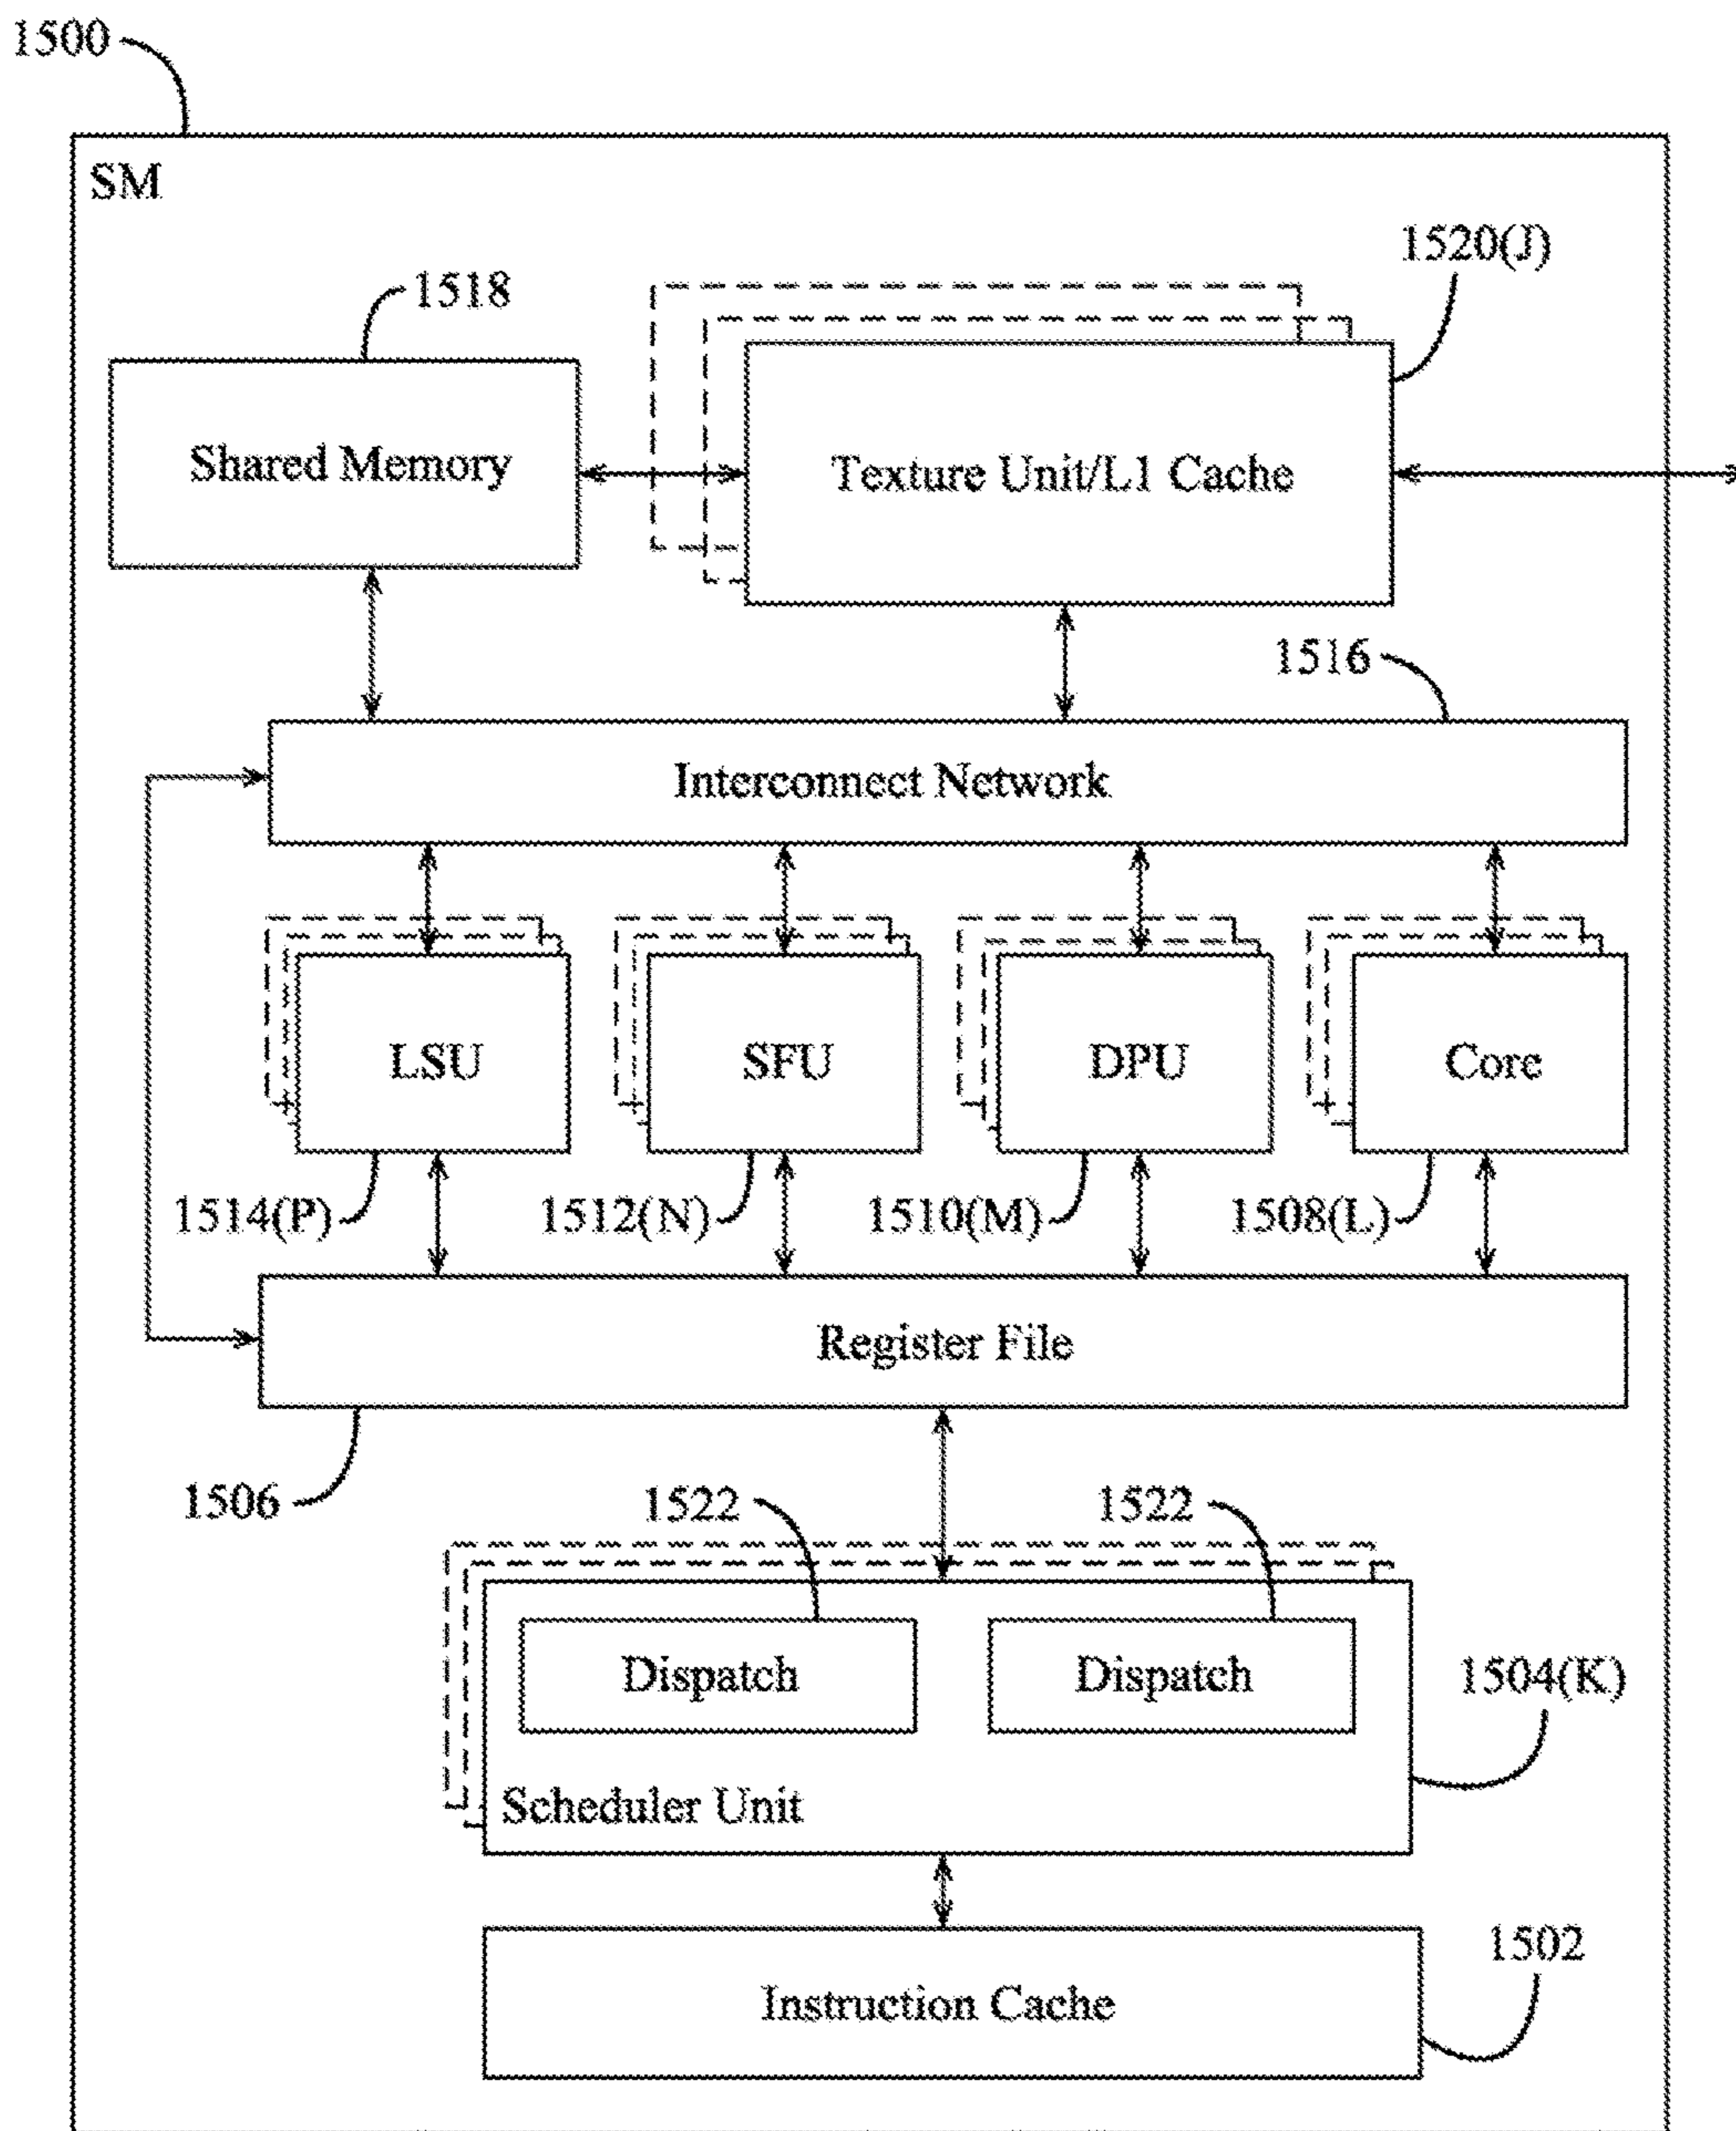 1500
SM
1520(J)
1518
Shared Memory
Texture Unit/L1 Cache
1516
Interconnect Network
LSU
SFU
DPU
Core
1514(P)
1512(N)
1510(M)
1508(L)
Register File
1506
1522
1522
Dispatch
Dispatch
1504(K)
Scheduler Unit
1502
Instruction Cache